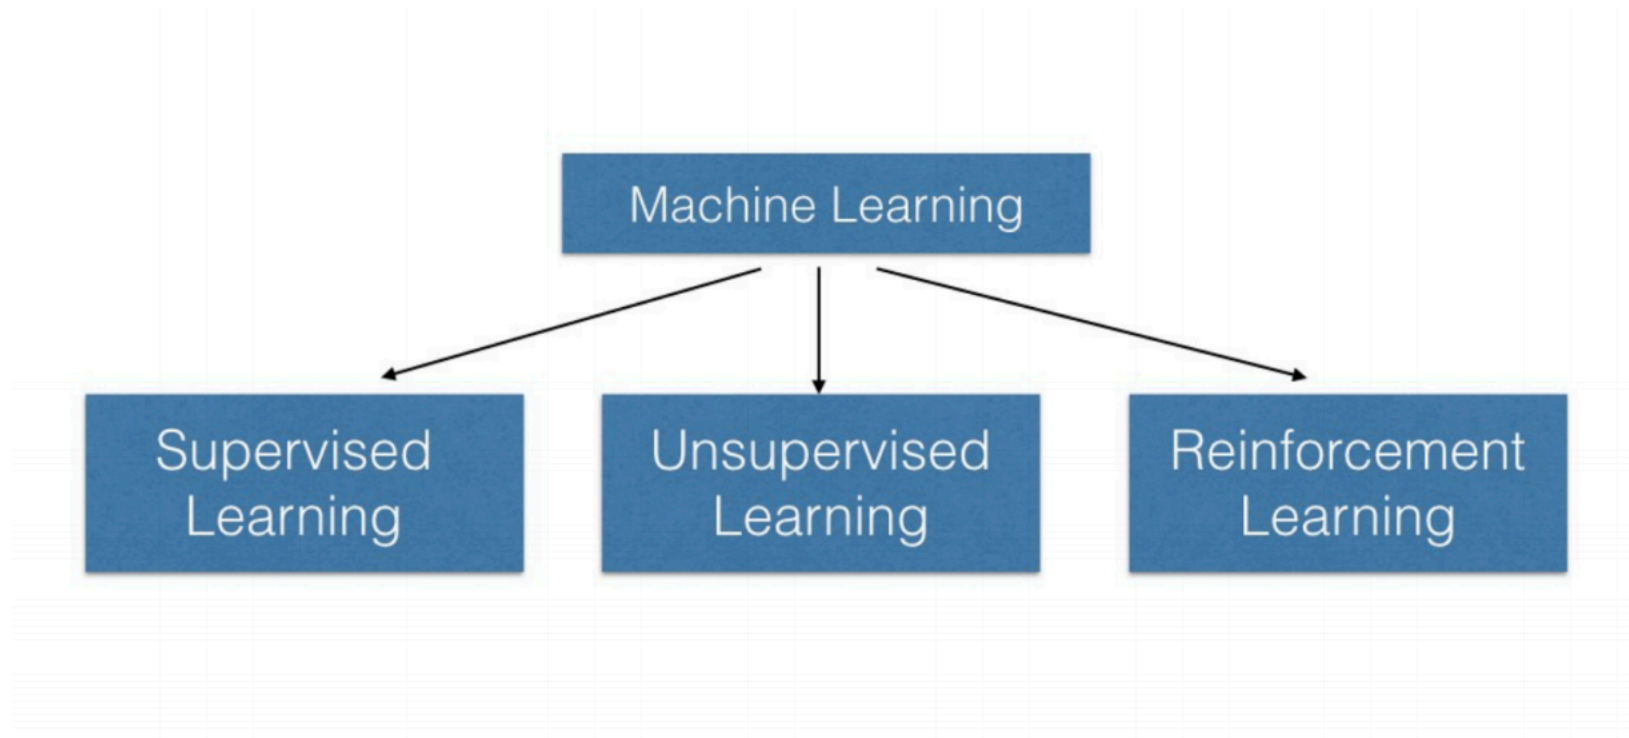 Machine Learning
Supervised
Learning
Unsupervised
Learning
Reinforcement
Learning